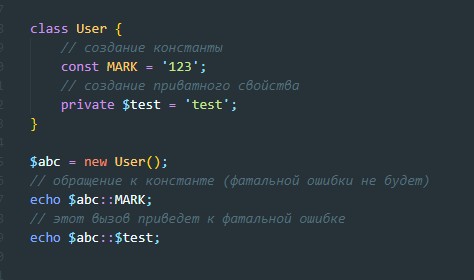 class User {
// создание константы
const MARK = '123';
// создание приватного свойства
private $test = 'test';
}
$abc = new User();
// обращение к константе (фатальной ошибки не будет)
echo $abc::MARK;
// этот вызов приведет к фатальной ошибке
echo $abc::$test;